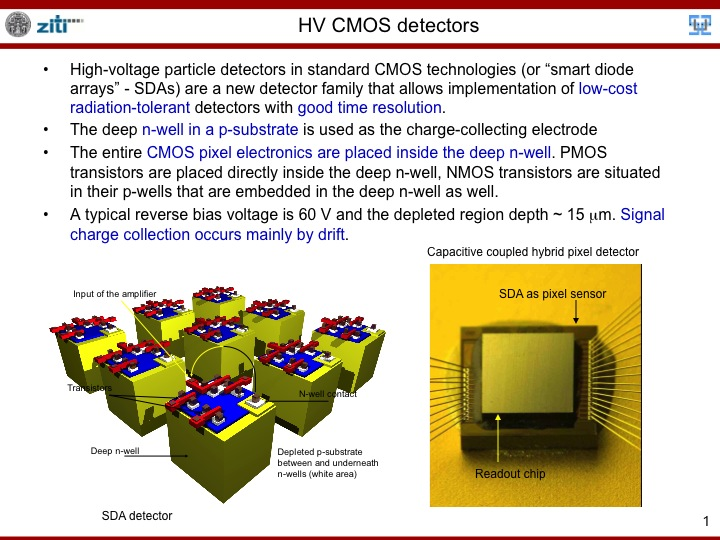 ziti
HV CMOS detectors
• High-voltage particle detectors in standard CMOS technologies (or “smart diode
arrays” - SDAs) are a new detector family that allows implementation of low-cost
radiation-tolerant detectors with good time resolution.
• The deep n-well in a p-substrate is used as the charge-collecting electrode
• The entire CMOS pixel electronics are placed inside the deep n-well. PMOS
transistors are placed directly inside the deep n-well, NMOS transistors are situated
in their p-wells that are embedded in the deep n-well as well.
• A typical reverse bias voltage is 60 V and the depleted region depth ~ 15 µm. Signal
charge collection occurs mainly by drift.
Capacitive coupled hybrid pixel detector
Input of the amplifier
SDA as pixel sensor
Transistors
N-well contact
Deep n-well
Depleted p-substrate
between and underneath
n-wells (white area)
Readout chip
SDA detector
1